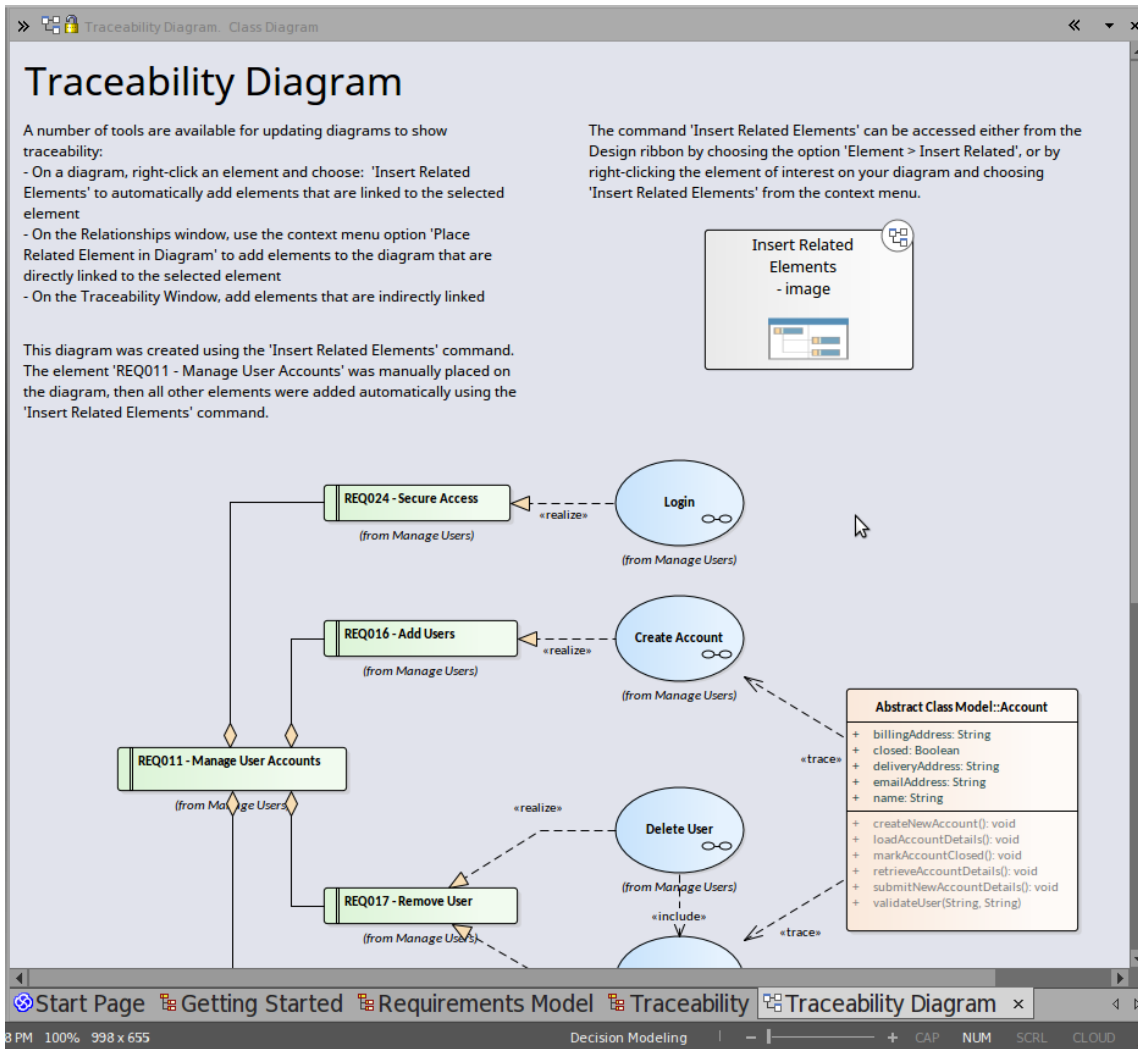 Traceability Diagram.  Class Diagram
Traceability Diagram
A number of tools are available for updating diagrams to show
traceability:
- On a diagram, right-click an element and choose:  'Insert Related
Elements' to automatically add elements that are linked to the selected
element
- On the Relationships window, use the context menu option 'Place
Related Element in Diagram' to add elements to the diagram that are
directly linked to the selected element
- On the Traceability Window, add elements that are indirectly linked
This diagram was created using the 'Insert Related Elements' command.
The element 'REQ011 - Manage User Accounts' was manually placed on
the diagram, then all other elements were added automatically using the
'Insert Related Elements' command.
The command 'Insert Related Elements' can be accessed either from the
Design ribbon by choosing the option 'Element > Insert Related', or by
right-clicking the element of interest on your diagram and choosing
'Insert Related Elements' from the context menu.
Insert Related
Elements
- image
REQ024 - Secure Access
(from Manage Users)
«realize»
Login
(from Manage Users)
REQ016 - Add Users
(from Manage Users)
«realize»
Create Account
(from Manage Users)
REQ011 - Manage User Accounts
(from Manage Users)
«trace»
Abstract Class Model::Account
+ billingAddress: String
+ closed: Boolean
+ deliveryAddress: String
+ emailAddress: String
+ name: String
+ createNewAccount(): void
+ loadAccountDetails(): void
+ markAccountClosed(): void
+ retrieveAccountDetails(): void
+ submitNewAccountDetails(): void
+ validateUser(String, String)
«realize»
Delete User
(from Manage Users)
REQ017 - Remove User
(from Manage Users)
«include»
«trace»
Start Page Getting Started Requirements Model Traceability Traceability Diagram
8 PM 100% 998 x 655 Decision Modeling CAP NUM SCRL CLOUD